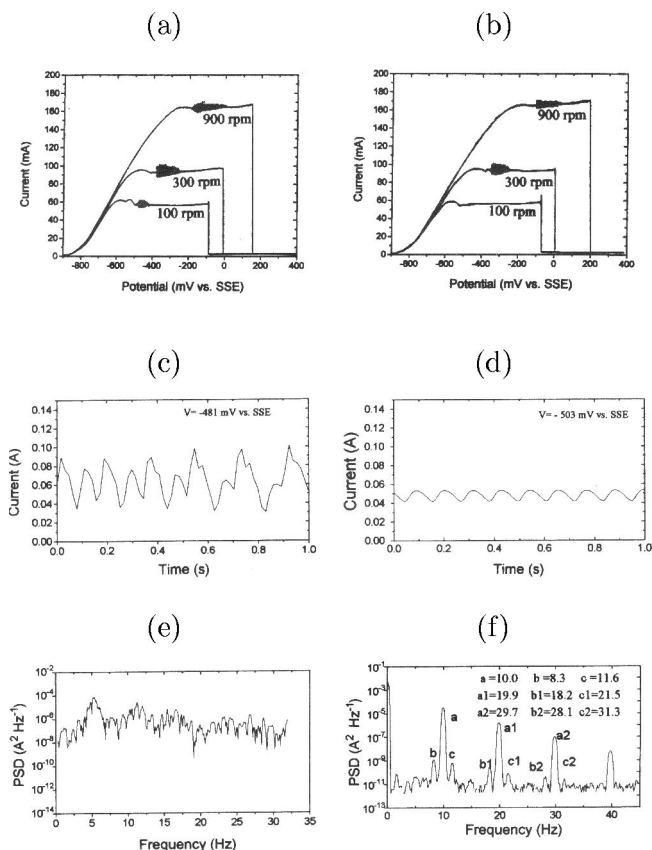 (a)
(b)
200
180
160
140
120
100
80
60
40
20
0
Current (mA)
900 rpm
300 rpm
100 rpm
-800 -600 -400 -200 0 200 400
Potential (mV vs. SSE)
200
180
160
140
120
100
80
60
40
20
0
Current (mA)
900 rpm
300 rpm
100 rpm
-800 -600 -400 -200 0 200 400
Potential (mV vs. SSE)
(c)
(d)
0.14
0.12
0.10
0.08
0.06
0.04
0.02
0.00
Current (A)
V= -481 mV vs. SSE
0.0 0.2 0.4 0.6 0.8 1.0
Time (s)
0.14
0.12
0.10
0.08
0.06
0.04
0.02
0.00
Current (A)
V= - 503 mV vs. SSE
0.0 0.2 0.4 0.6 0.8 1.0
Time (s)
(e)
(f)
10-2
10-4
10-6
10-8
10-10
10-12
10-14
PSD (A2 Hz-1)
0 5 10 15 20 25 30 35
Frequency (Hz)
10-1
10-3
10-5
10-7
10-9
10-11
10-13
PSD (A2 Hz-1)
a =10.0 b =8.3 c =11.6
a1=19.9 b1=18.2 c1=21.5
a2=29.7 b2=28.1 c2=31.3
a
b
c
a1
b1
c1
a2
b2
c2
0 10 20 30 40
Frequency (Hz)